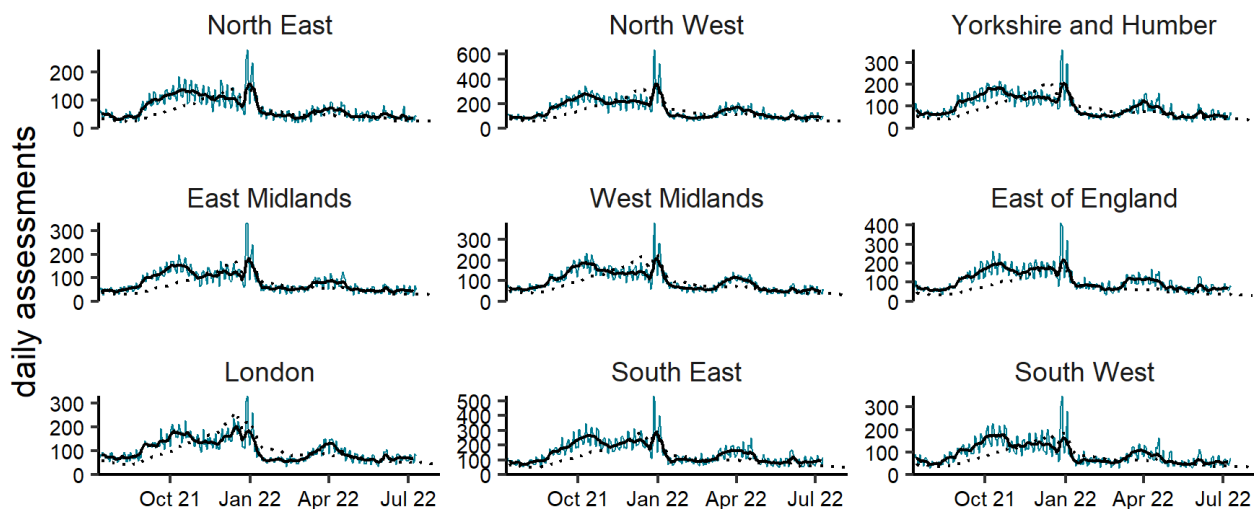 daily assessments
North East
200
100
0
North West
600
400
200
0
Yorkshire and Humber
300
200
100
0
East Midlands
300
200
100
0
West Midlands
300
200
100
0
East of England
400
300
200
100
0
London
300
200
100
0
South East
500
400
300
200
100
0
South West
300
200
100
0
Oct 21 Jan 22 Apr 22 Jul 22
Oct 21 Jan 22 Apr 22 Jul 22
Oct 21 Jan 22 Apr 22 Jul 22